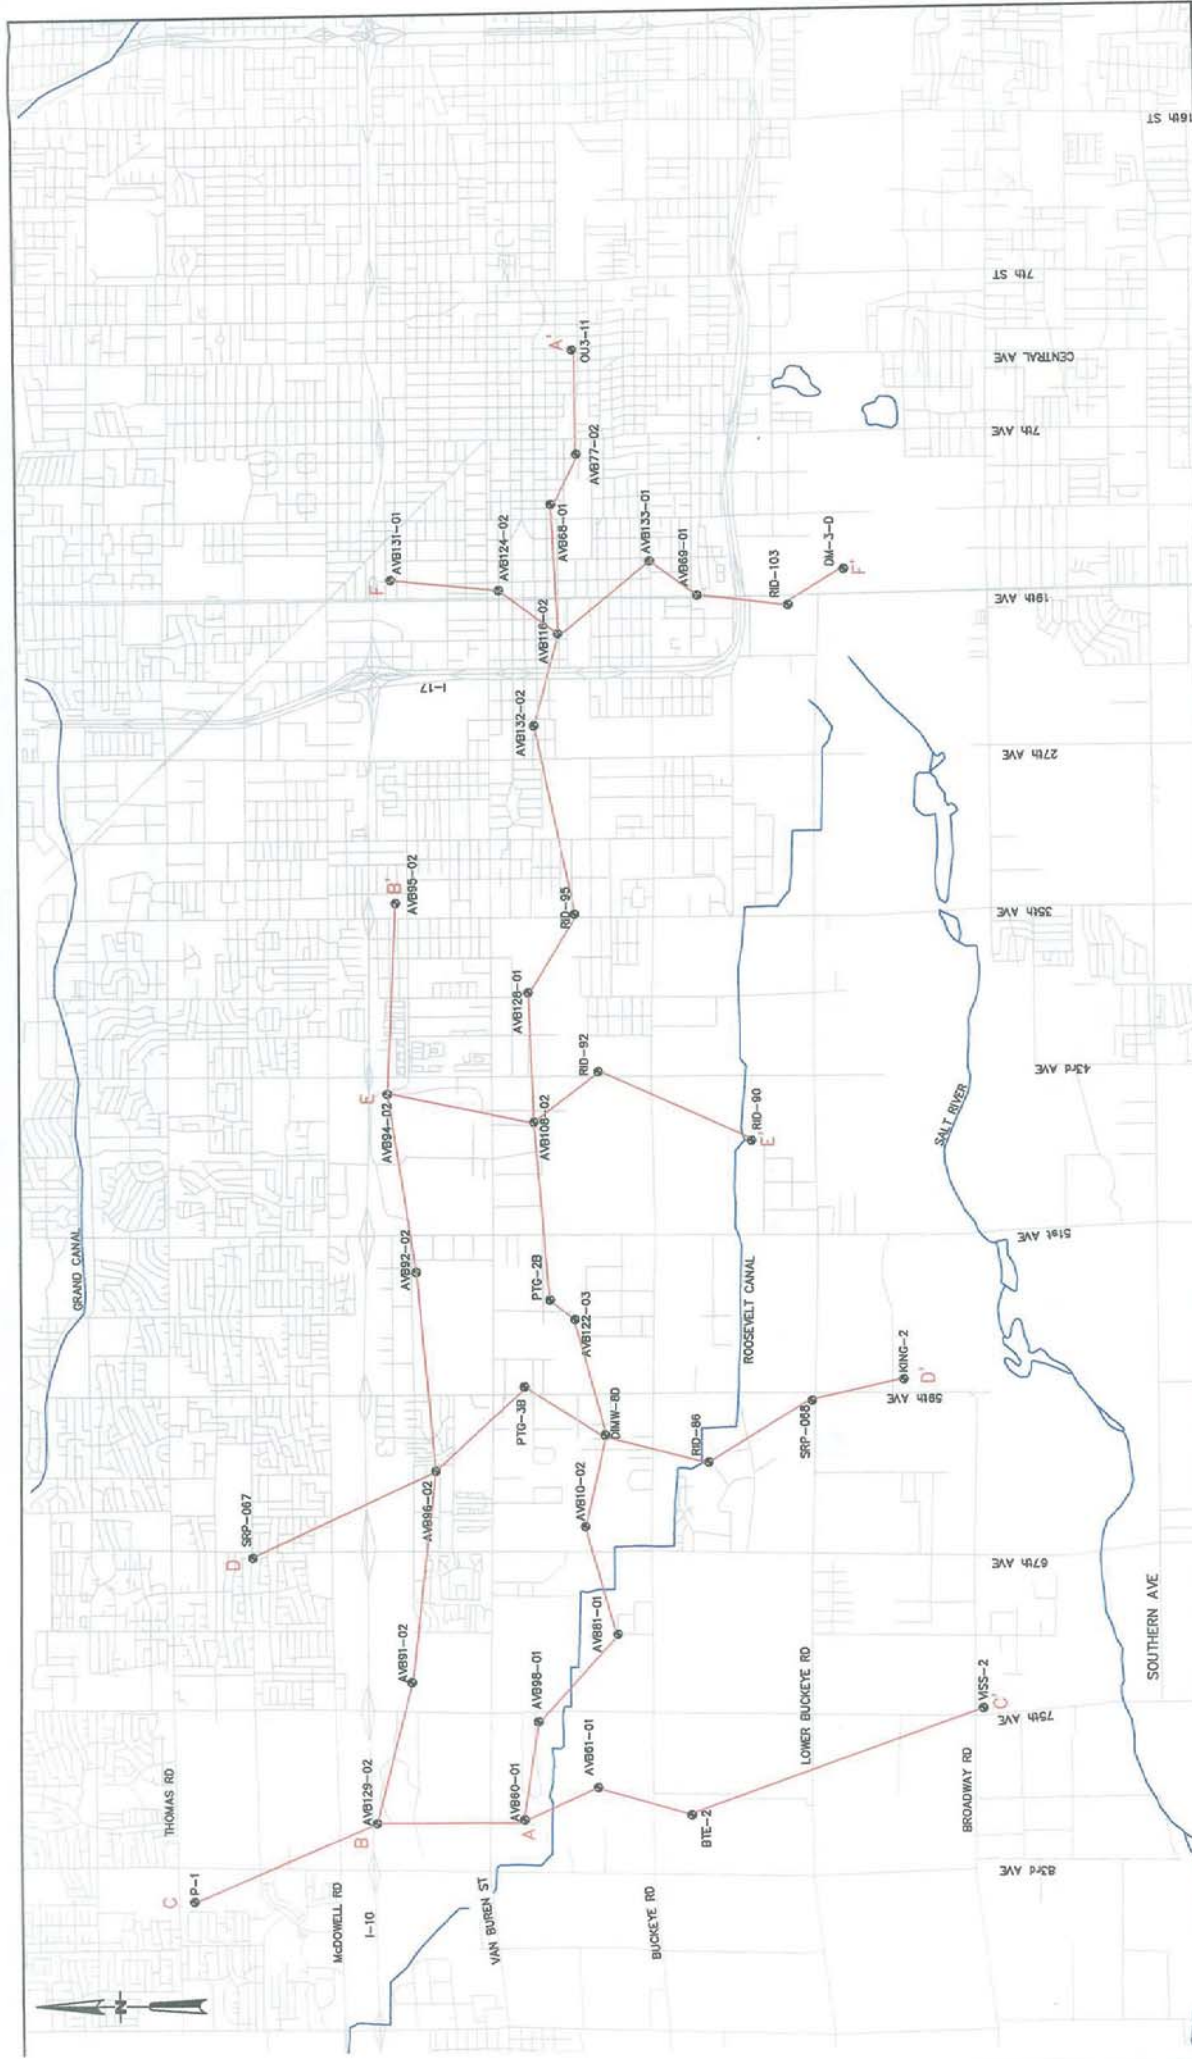 GRAND CANAL
THOMAS RD
C
P-1
D
SRP-067
McDOWELL RD
I-10
B
AVB129-02
AVB91-02
AVB96-02
AVB92-02
E
AVB94-02
B'
AVB95-02
I-17
F
AVB131-01
AVB124-02
VAN BUREN ST
A
AVB60-01
AVB98-01
AVB61-01
AVB81-01
AVB10-02
DIMW-8D
PTG-3B
AVB122-03
PTG-2B
AVB108-02
AVB128-01
RID-92
RID-95
AVB132-02
AVB116-02
AVB68-01
AVB77-02
A'
OU3-11
AVB133-01
AVB69-01
BUCKEYE RD
BTE-2
RID-86
ROOSEVELT CANAL
E'
RID-90
RID-103
DM-3-D
F'
LOWER BUCKEYE RD
SRP-068
KING-2
D'
BROADWAY RD
VISS-2
C'
SALT RIVER
SOUTHERN AVE
83rd AVE
75th AVE
67th AVE
59th AVE
51st AVE
43rd AVE
35th AVE
27th AVE
19th AVE
7th AVE
CENTRAL AVE
7th ST
16th ST
N